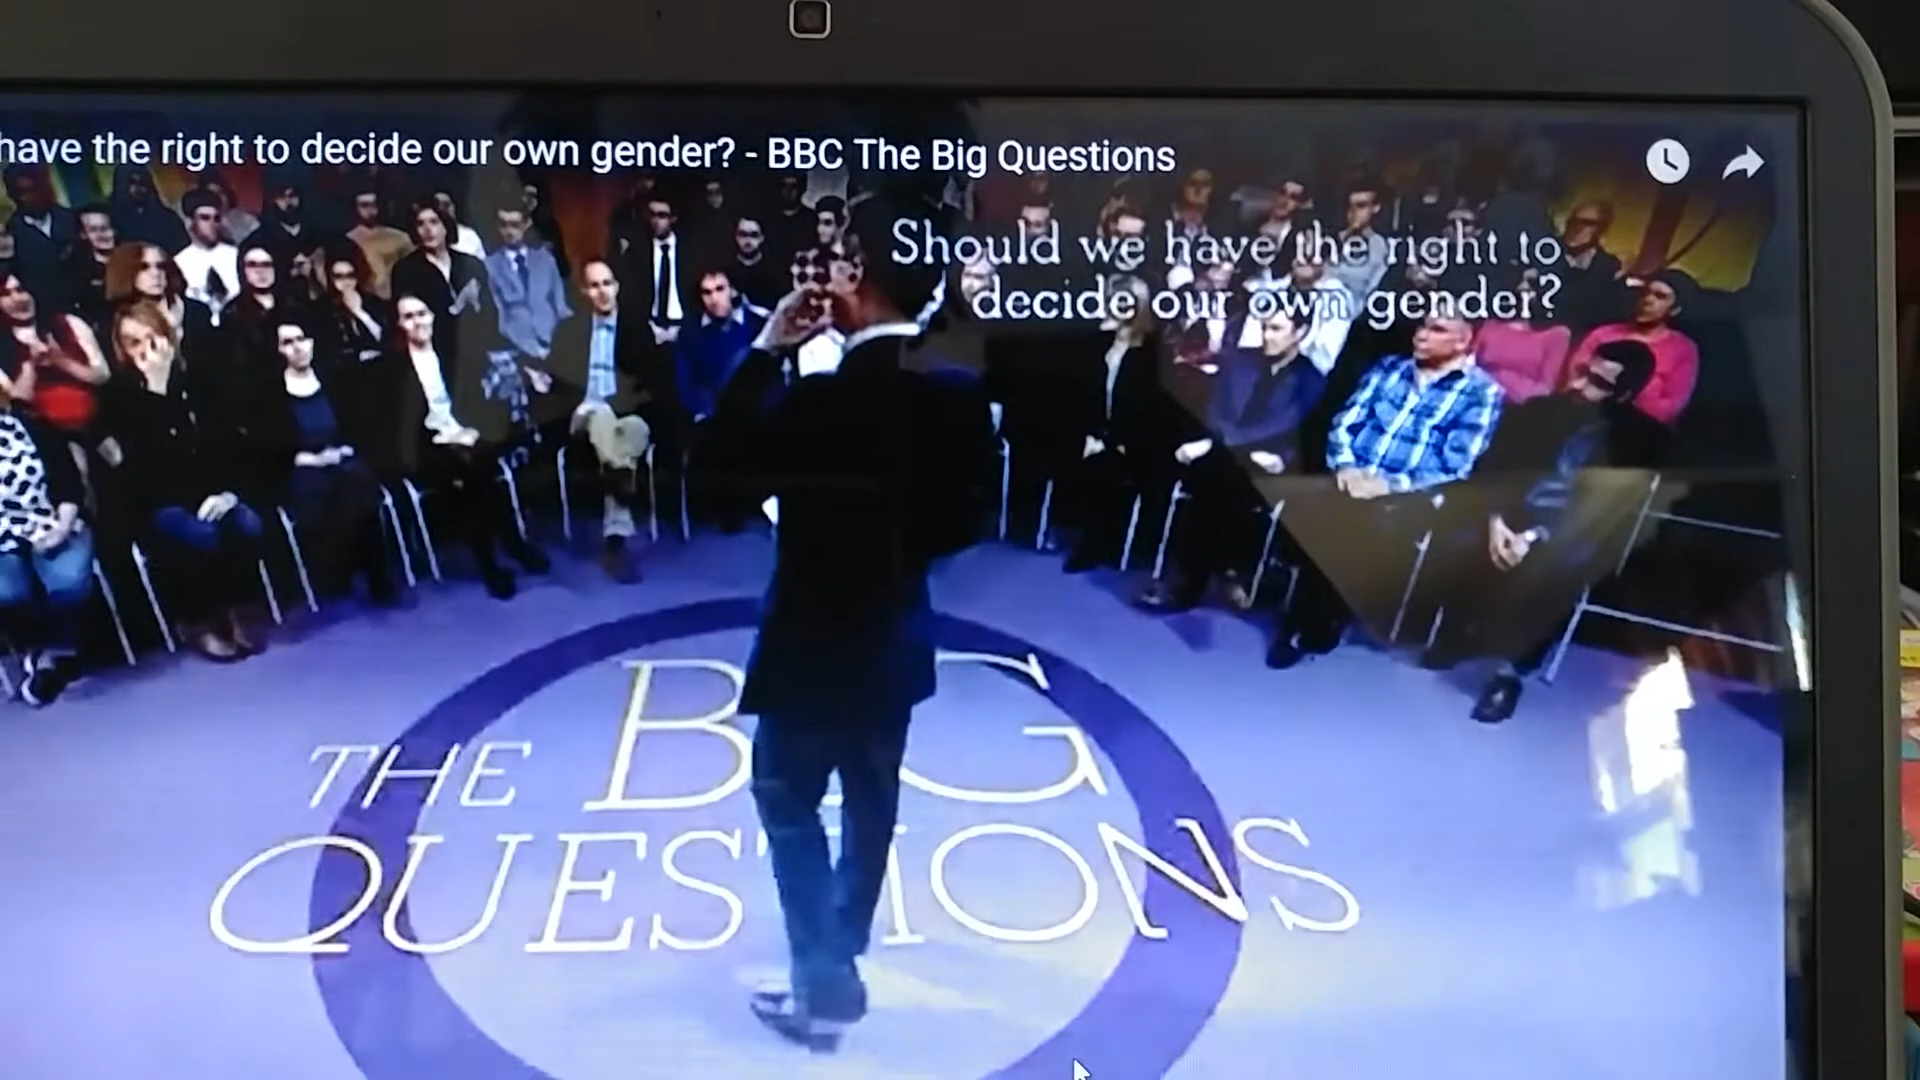 have the right to decide our own gender? - BBC The Big Questions
Should we have the right to
decide our own gender?
THE BIG
QUESTIONS